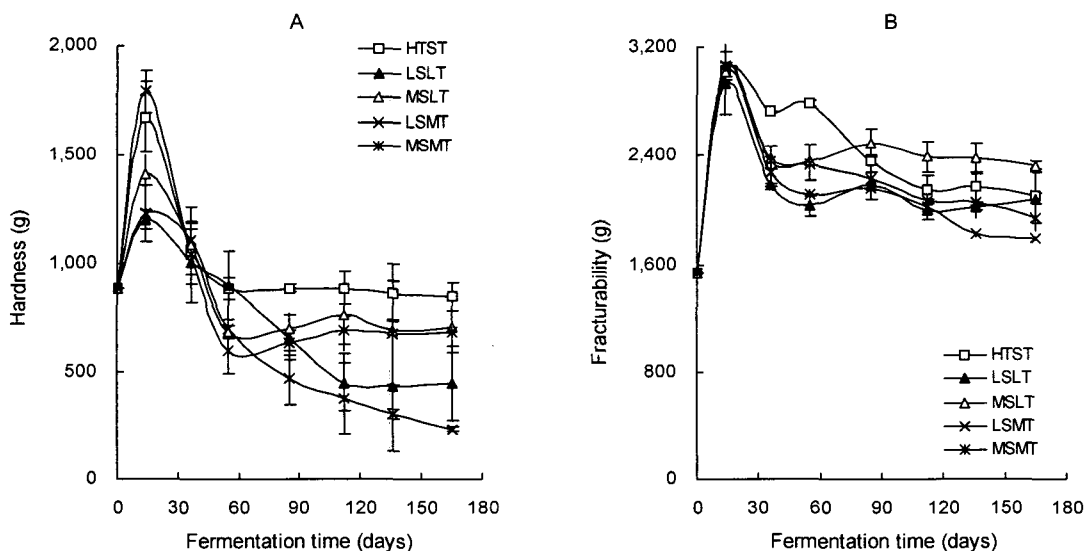 A
2,000
1,500
1,000
500
0
Hardness (g)
0 30 60 90 120 150 180
Fermentation time (days)
HTST
LSLT
MSLT
LSMT
MSMT
B
3,200
2,400
1,600
800
0
Fracturability (g)
0 30 60 90 120 150 180
Fermentation time (days)
HTST
LSLT
MSLT
LSMT
MSMT